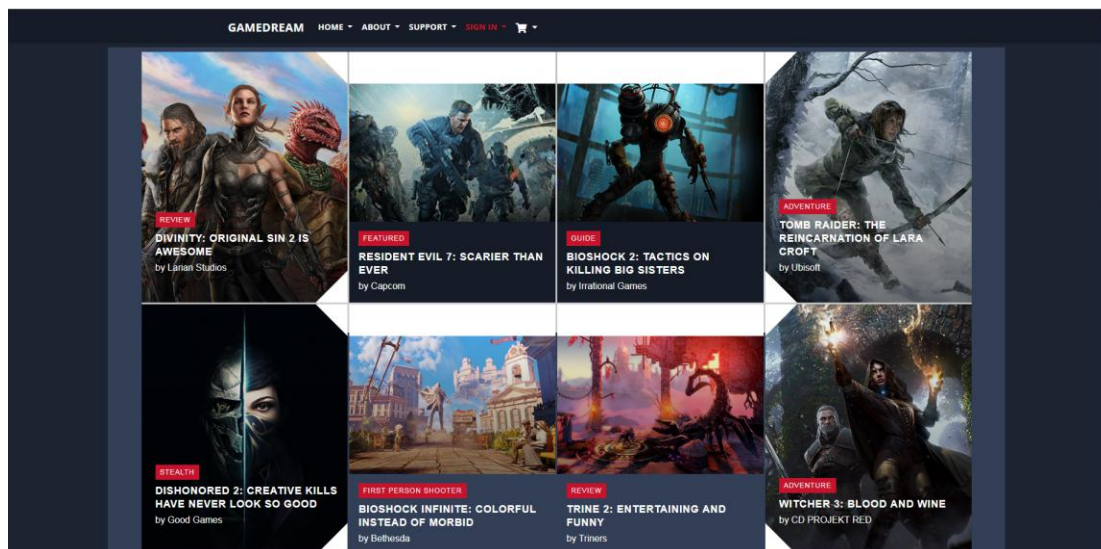 GAMEDREAM HOME ABOUT SUPPORT SIGN IN
REVIEW
DIVINITY: ORIGINAL SIN 2 IS
AWESOME
by Larian Studios
FEATURED
RESIDENT EVIL 7: SCARIER THAN
EVER
by Capcom
GUIDE
BIOSHOCK 2: TACTICS ON
KILLING BIG SISTERS
by Irrational Games
ADVENTURE
TOMB RAIDER: THE
REINCARNATION OF LARA
CROFT
by Ubisoft
STEALTH
DISHONORED 2: CREATIVE KILLS
HAVE NEVER LOOK SO GOOD
by Good Games
FIRST PERSON SHOOTER
BIOSHOCK INFINITE: COLORFUL
INSTEAD OF MORBID
by Bethesda
REVIEW
TRINE 2: ENTERTAINING AND
FUNNY
by Triners
ADVENTURE
WITCHER 3: BLOOD AND WINE
by CD PROJEKT RED